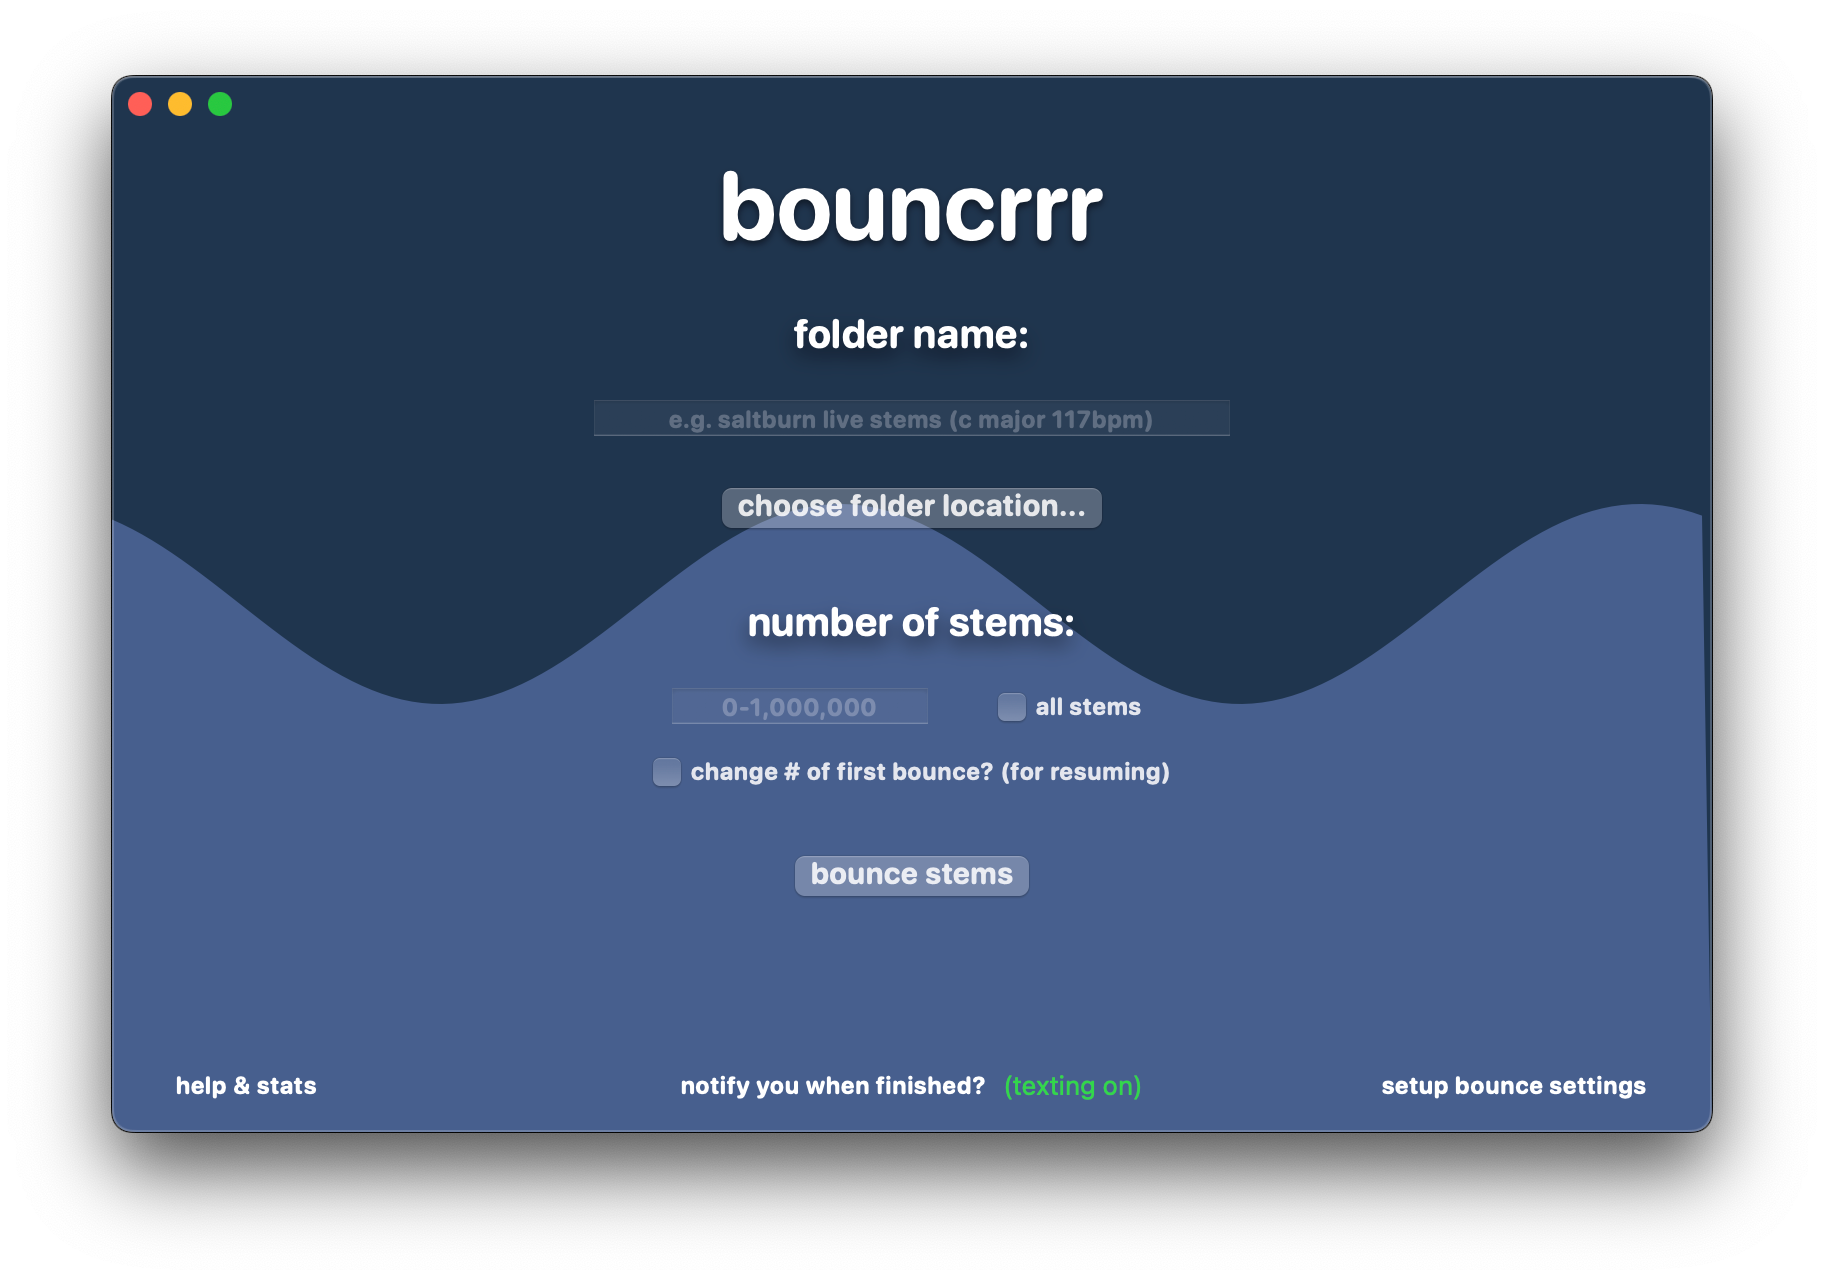 bouncrrr
folder name:
e.g. saltburn live stems (c major 117bpm)
choose folder location...
number of stems:
0-1,000,000
all stems
change # of first bounce? (for resuming)
bounce stems
help & stats
notify you when finished? (texting on)
setup bounce settings